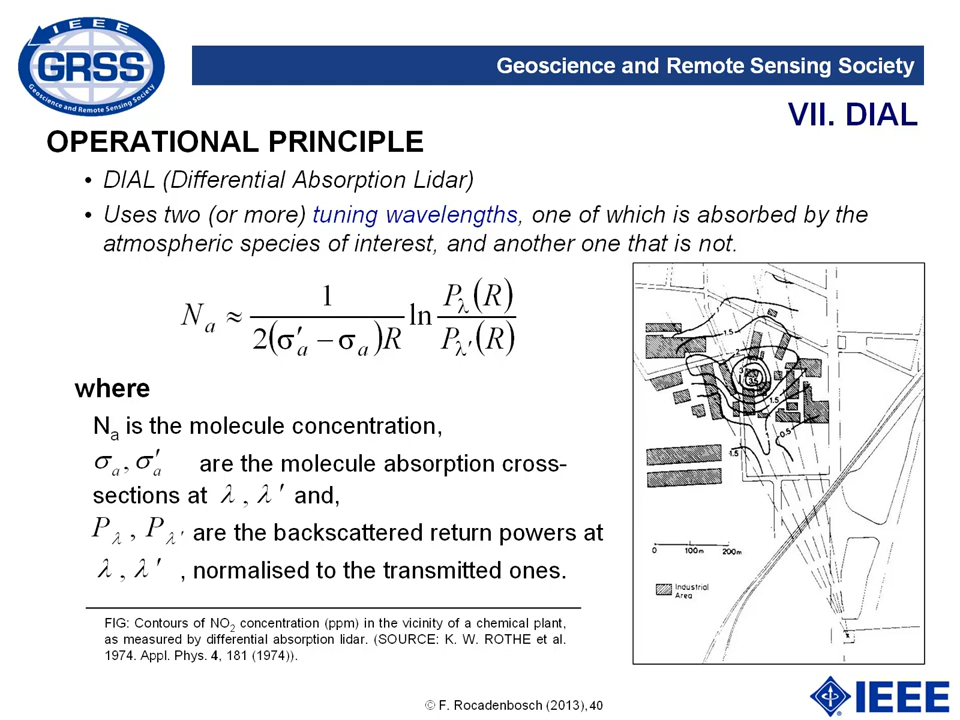 IEEE
GRSS
Geoscience and Remote Sensing Society
Geoscience and Remote Sensing Society
VII. DIAL
OPERATIONAL PRINCIPLE
• DIAL (Differential Absorption Lidar)
• Uses two (or more) tuning wavelengths, one of which is absorbed by the
atmospheric species of interest, and another one that is not.
N_a ≈ 1 / 2(σ'_a − σ_a)R ln P_λ(R) / P_λ'(R)
where
N_a is the molecule concentration,
σ_a, σ'_a are the molecule absorption cross-
sections at λ, λ' and,
P_λ, P_λ' are the backscattered return powers at
λ, λ' , normalised to the transmitted ones.
FIG: Contours of NO_2 concentration (ppm) in the vicinity of a chemical plant,
as measured by differential absorption lidar. (SOURCE: K. W. ROTHE et al.
1974. Appl. Phys. 4, 181 (1974)).
1.5
2
1.5
0.5
1.5
0 100m 200m
Industrial
Area
© F. Rocadenbosch (2013), 40
IEEE